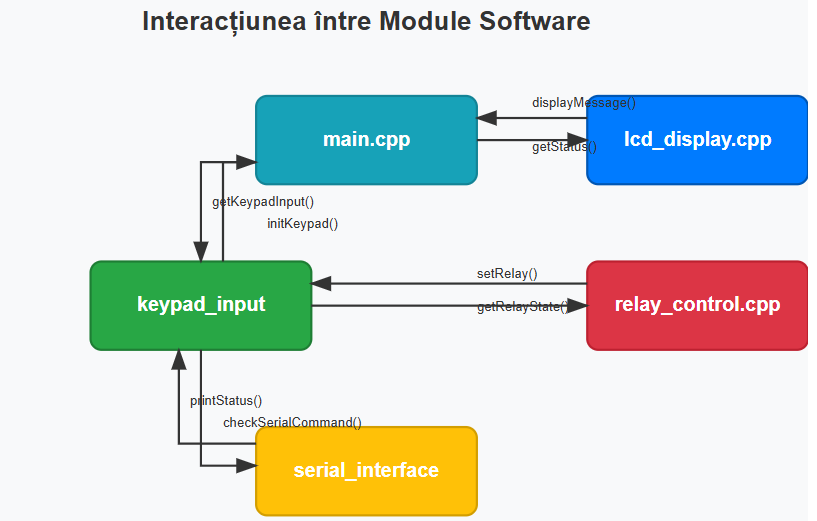 Interacțiunea între Module Software
displayMessage()
main.cpp
lcd_display.cpp
getStatus()
getKeypadInput()
initKeypad()
setRelay()
keypad_input
relay_control.cpp
getRelayState()
printStatus()
checkSerialCommand()
serial_interface